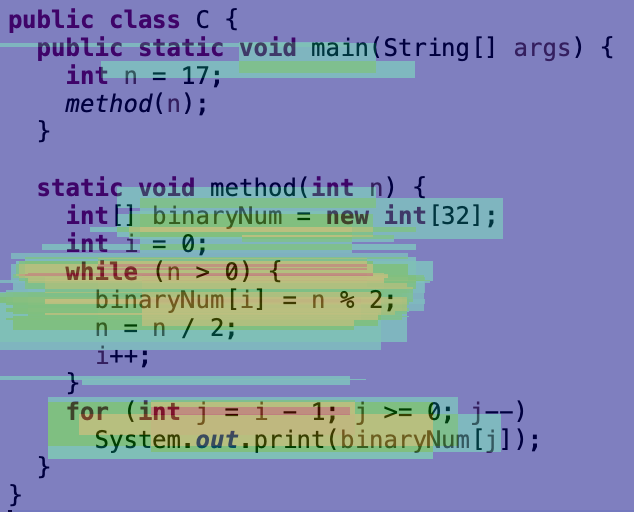 public class C {
public static void main(String[] args) {
int n = 17;
method(n);
}
static void method(int n) {
int[] binaryNum = new int[32];
int i = 0;
while (n > 0) {
binaryNum[i] = n % 2;
n = n / 2;
i++;
}
for (int j = i - 1; j >= 0; j--)
System.out.print(binaryNum[j]);
}
}